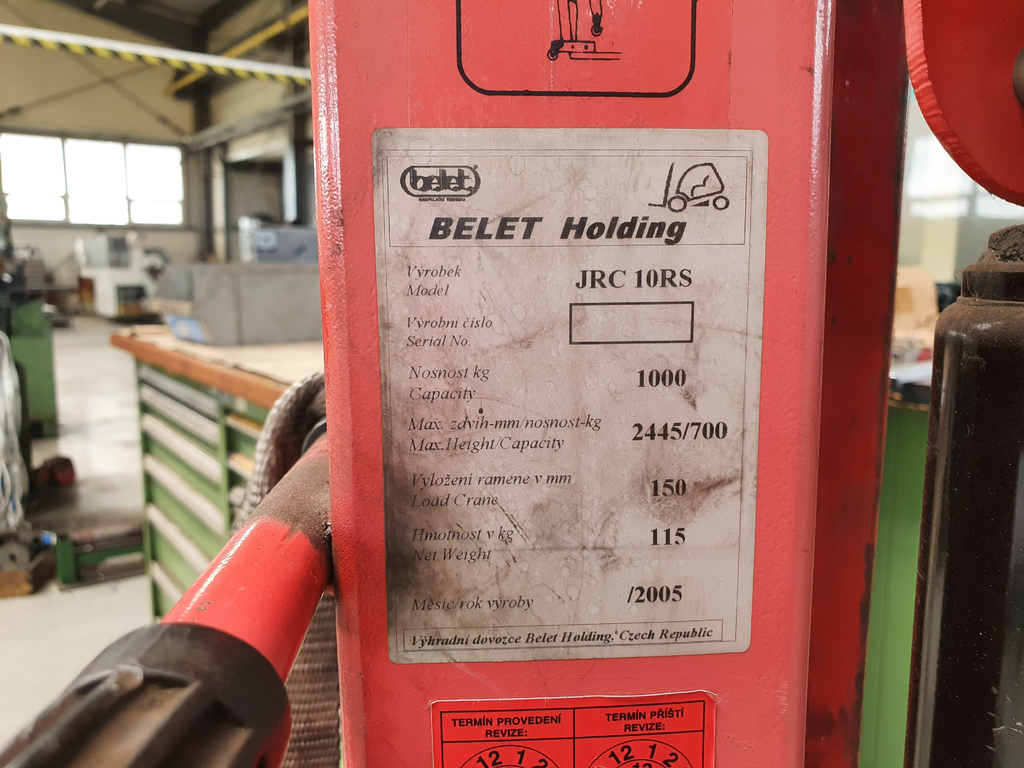 belet
®
MANIPULAČNÍ TECHNIKA
BELET Holding
Výrobek
Model
JRC 10RS
Výrobní číslo
Serial No.
Nosnost kg
Capacity
1000
Max. zdvih-mm/nosnost-kg
Max.Height/Capacity
2445/700
Vyložení ramene v mm
Load Crane
150
Hmotnost v kg
Net Weight
115
Měsíc/rok výroby
/2005
Výhradní dovozce Belet Holding, Czech Republic
TERMÍN PROVEDENÍ
REVIZE:
TERMÍN PŘÍŠTÍ
REVIZE:
12 1 2
12 1 2